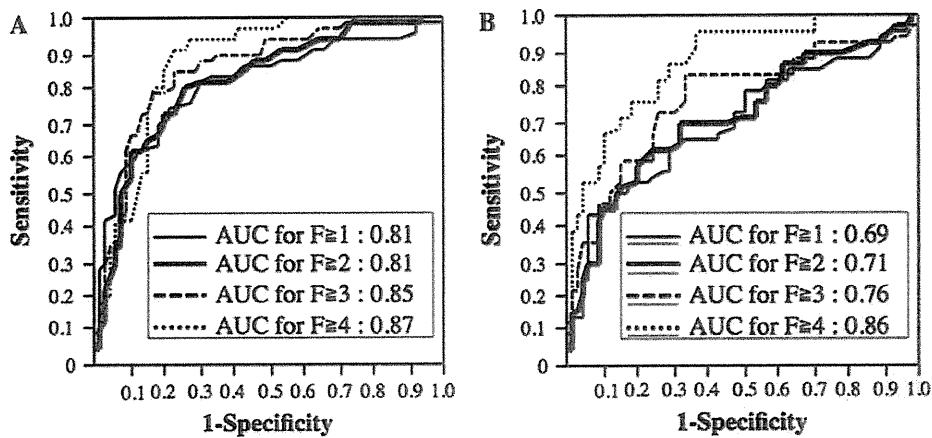 A
1.0
0.9
0.8
0.7
0.6
0.5
0.4
0.3
0.2
0.1
0
Sensitivity
AUC for F≧1 : 0.81
AUC for F≧2 : 0.81
AUC for F≧3 : 0.85
AUC for F≧4 : 0.87
0.1 0.2 0.3 0.4 0.5 0.6 0.7 0.8 0.9 1.0
1-Specificity
B
1.0
0.9
0.8
0.7
0.6
0.5
0.4
0.3
0.2
0.1
0
Sensitivity
AUC for F≧1 : 0.69
AUC for F≧2 : 0.71
AUC for F≧3 : 0.76
AUC for F≧4 : 0.86
0.1 0.2 0.3 0.4 0.5 0.6 0.7 0.8 0.9 1.0
1-Specificity